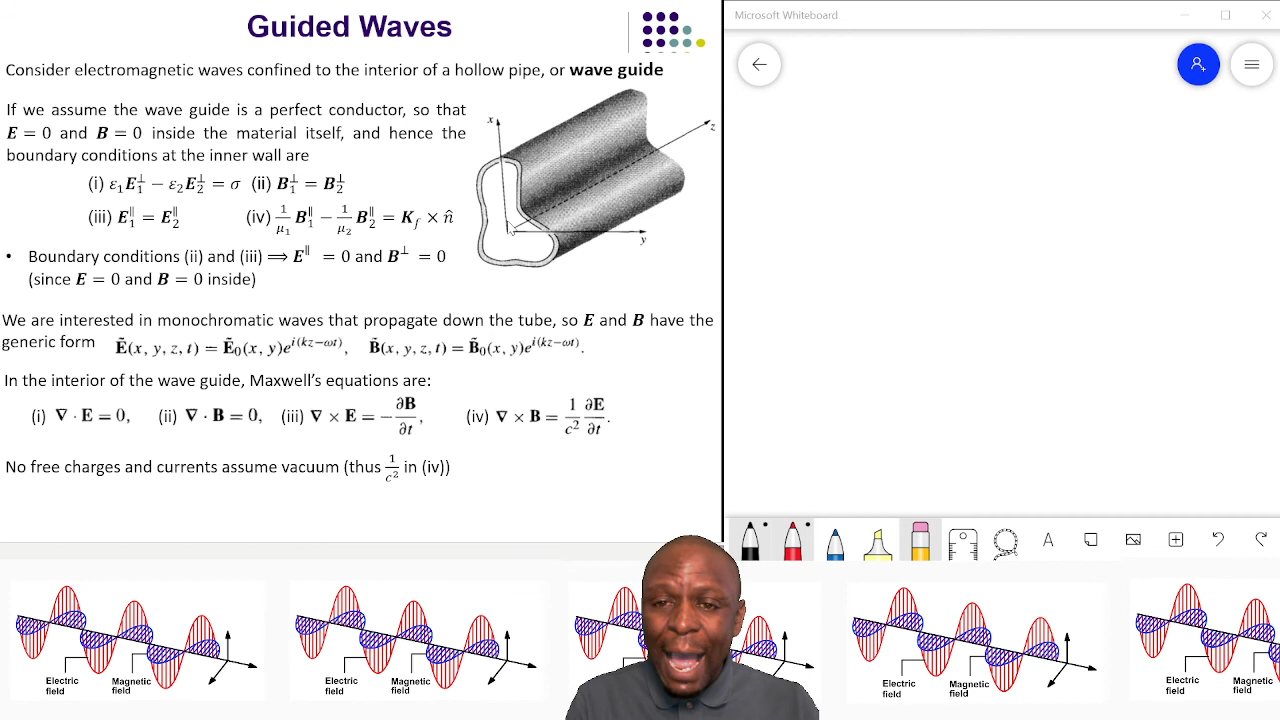 Guided Waves
Microsoft Whiteboard
Consider electromagnetic waves confined to the interior of a hollow pipe, or wave guide
If we assume the wave guide is a perfect conductor, so that
E = 0 and B = 0 inside the material itself, and hence the
boundary conditions at the inner wall are
(i) ε₁E₁⊥ − ε₂E₂⊥ = σ (ii) B₁⊥ = B₂⊥
(iii) E₁∥ = E₂∥ (iv) 1/μ₁ B₁∥ − 1/μ₂ B₂∥ = K_f × n̂
x
z
y
• Boundary conditions (ii) and (iii) ⟹ E∥ = 0 and B⊥ = 0
(since E = 0 and B = 0 inside)
We are interested in monochromatic waves that propagate down the tube, so E and B have the
generic form Ẽ(x, y, z, t) = Ẽ₀(x, y)e^{i(kz−ωt)}, B̃(x, y, z, t) = B̃₀(x, y)e^{i(kz−ωt)}.
In the interior of the wave guide, Maxwell's equations are:
(i) ∇ · E = 0, (ii) ∇ · B = 0, (iii) ∇ × E = −∂B/∂t, (iv) ∇ × B = 1/c² ∂E/∂t.
No free charges and currents assume vacuum (thus 1/c² in (iv))
A
Electric field
Magnetic field
Electric field
Magnetic field
Electric field
Magnetic field
Electric field
Magnetic field